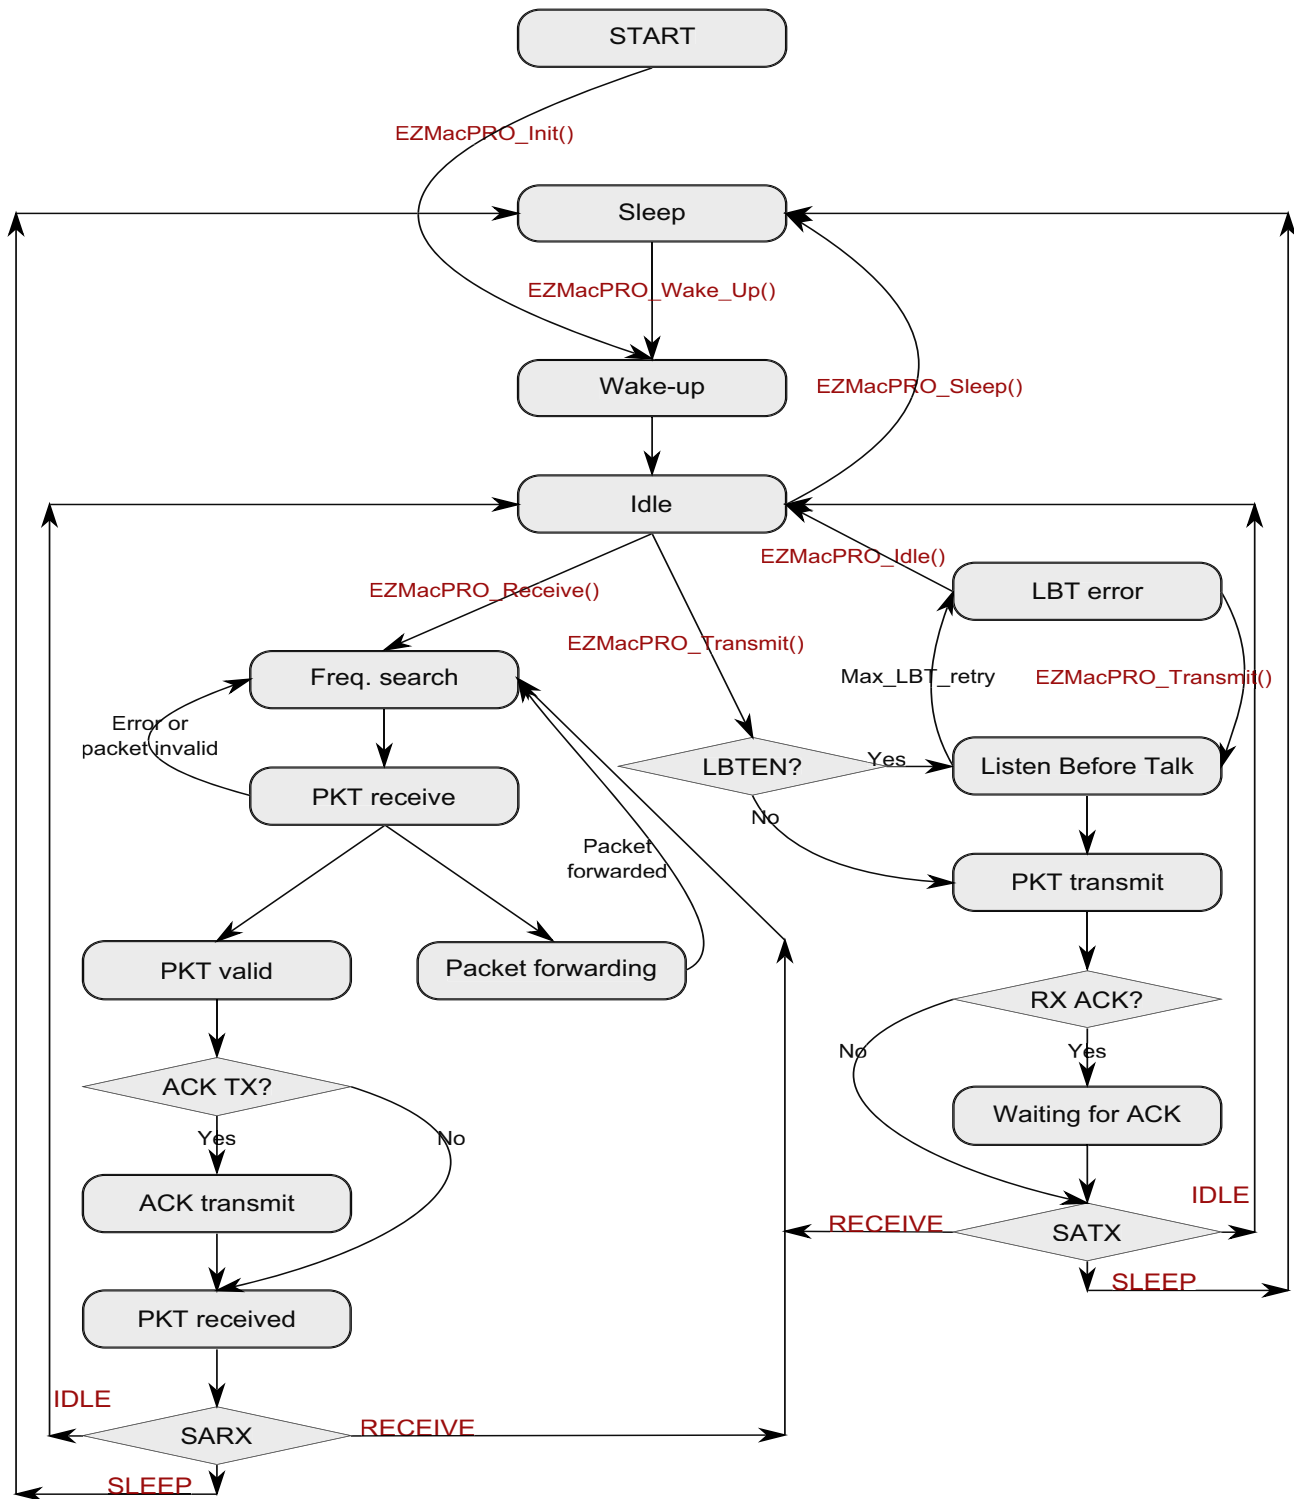 START
EZMacPRO_Init()
Sleep
EZMacPRO_Wake_Up()
Wake-up
EZMacPRO_Sleep()
Idle
EZMacPRO_Idle()
EZMacPRO_Receive()
LBT error
EZMacPRO_Transmit()
Freq. search
Max_LBT_retry
EZMacPRO_Transmit()
Error or
packet invalid
LBTEN?
Yes
Listen Before Talk
PKT receive
No
Packet
forwarded
PKT transmit
PKT valid
Packet forwarding
RX ACK?
No
Yes
ACK TX?
Waiting for ACK
Yes
No
ACK transmit
IDLE
RECEIVE
SATX
SLEEP
PKT received
IDLE
RECEIVE
SARX
SLEEP